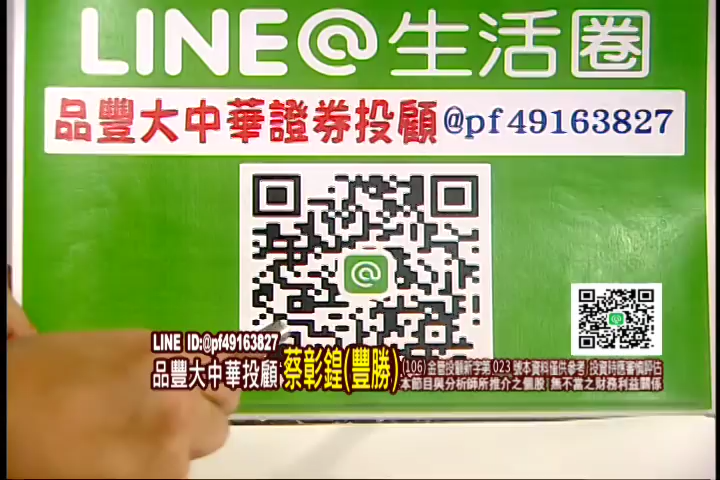 LINE@生活圈
品豐大中華證券投顧 @pf49163827
LINE ID:@pf49163827
品豐大中華投顧 蔡彰鍠(豐勝)
(106)金管投顧新字第023號本資料僅供參考 投資時應審慎評估
本節目與分析師所推介之個股 無不當之財務利益關係